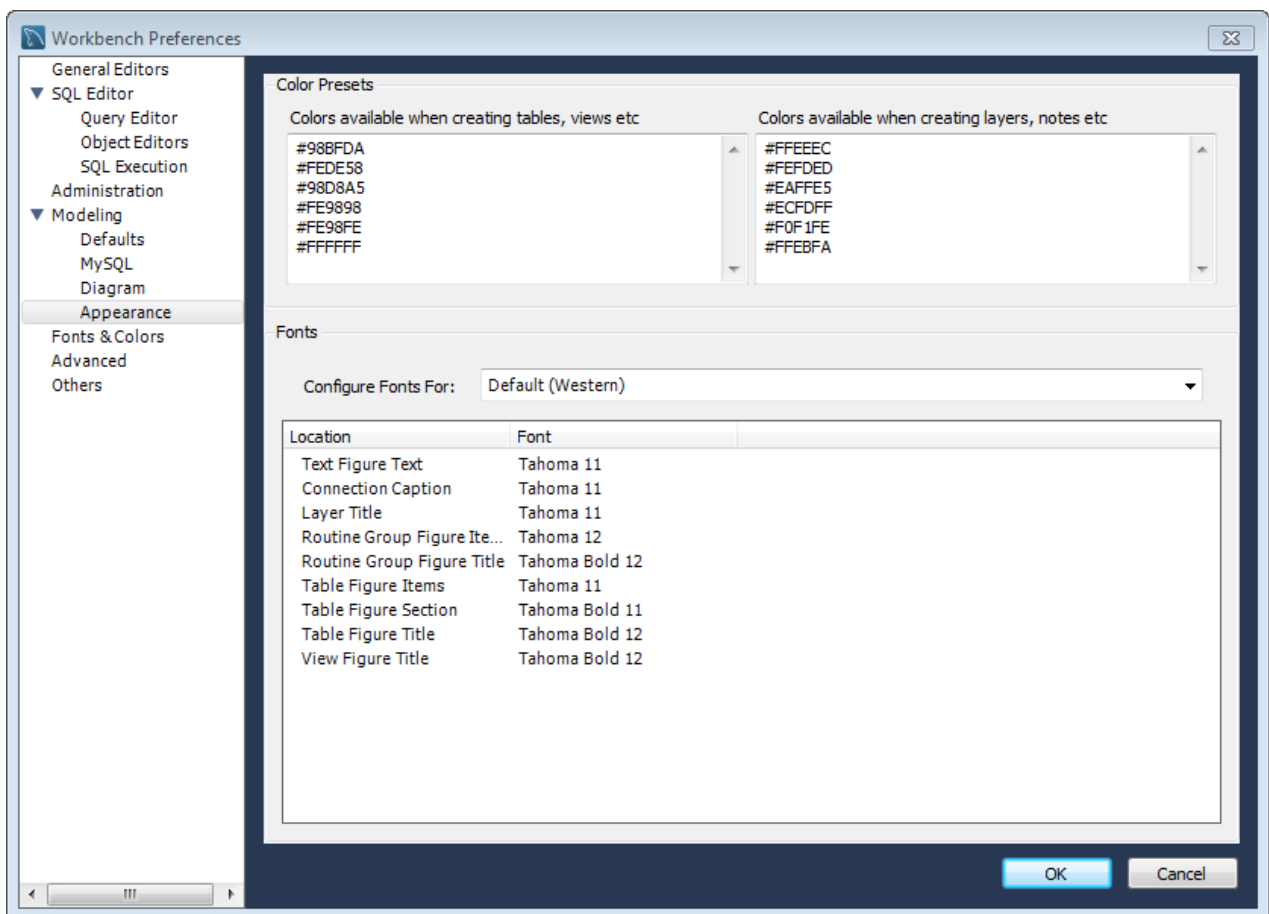 Workbench Preferences
General Editors
SQL Editor
Query Editor
Object Editors
SQL Execution
Administration
Modeling
Defaults
MySQL
Diagram
Appearance
Fonts & Colors
Advanced
Others
Color Presets
Colors available when creating tables, views etc
#98BFDA
#FEDE58
#98D8A5
#FE9898
#FE98FE
#FFFFFF
Colors available when creating layers, notes etc
#FFEEEC
#FEFDED
#EAFFE5
#ECFDFF
#F0F1FE
#FFEBFA
Fonts
Configure Fonts For: Default (Western)
Location Font
Text Figure Text Tahoma 11
Connection Caption Tahoma 11
Layer Title Tahoma 11
Routine Group Figure Ite... Tahoma 12
Routine Group Figure Title Tahoma Bold 12
Table Figure Items Tahoma 11
Table Figure Section Tahoma Bold 11
Table Figure Title Tahoma Bold 12
View Figure Title Tahoma Bold 12
OK Cancel